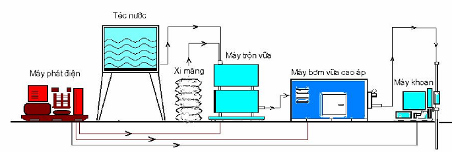 Téc nước
Máy trộn vữa
Máy phát điện
Xi măng
Máy bơm vữa cao áp
Máy khoan